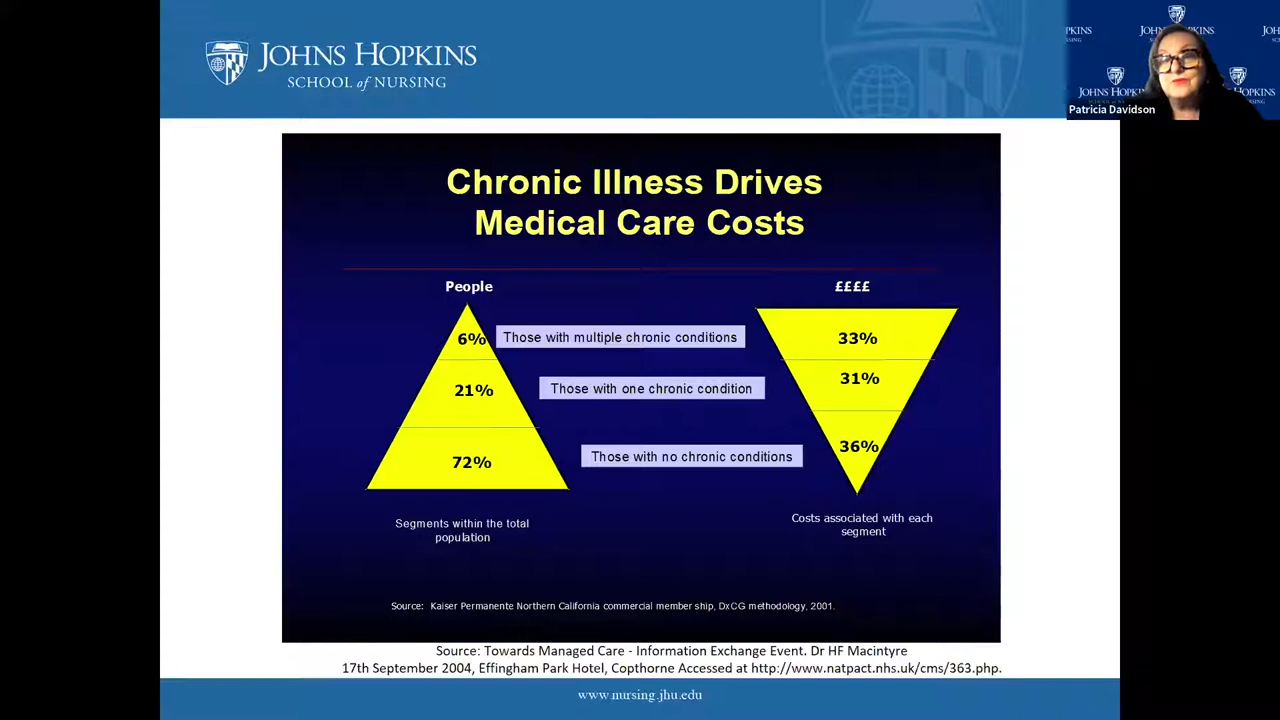 JOHNS HOPKINS
SCHOOL of NURSING
JOHNS HOPKINS
Patricia Davidson
Chronic Illness Drives
Medical Care Costs
People
££££
6%
Those with multiple chronic conditions
33%
21%
Those with one chronic condition
31%
72%
Those with no chronic conditions
36%
Segments within the total
population
Costs associated with each
segment
Source: Kaiser Permanente Northern California commercial member ship, DxCG methodology, 2001.
Source: Towards Managed Care - Information Exchange Event. Dr HF Macintyre
17th September 2004, Effingham Park Hotel, Copthorne Accessed at http://www.natpact.nhs.uk/cms/363.php.
www.nursing.jhu.edu